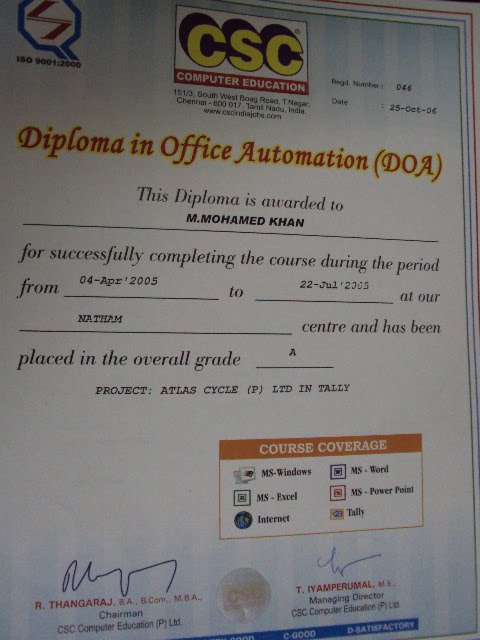 ISO 9001:2000
CSC
COMPUTER EDUCATION
151/3, South West Boag Road, T.Nagar,
Chennai - 600 017, Tamil Nadu, India.
www.cscindiajobs.com
Regd. Number : 046
Date : 25-Oct-06
Diploma in Office Automation (DOA)
This Diploma is awarded to
M.MOHAMED KHAN
for successfully completing the course during the period
from 04-Apr'2005 to 22-Jul'2005 at our
NATHAM centre and has been
placed in the overall grade A
PROJECT: ATLAS CYCLE (P) LTD IN TALLY
COURSE COVERAGE
MS-Windows MS - Word
MS - Excel MS - Power Point
Internet Tally
R. THANGARAJ, B.A., B.Com., M.B.A.,
Chairman
CSC Computer Education (P) Ltd.
CSC
T. IYAMPERUMAL, M.E.,
Managing Director
CSC Computer Education (P) Ltd.
GOOD C-GOOD D-SATISFACTORY